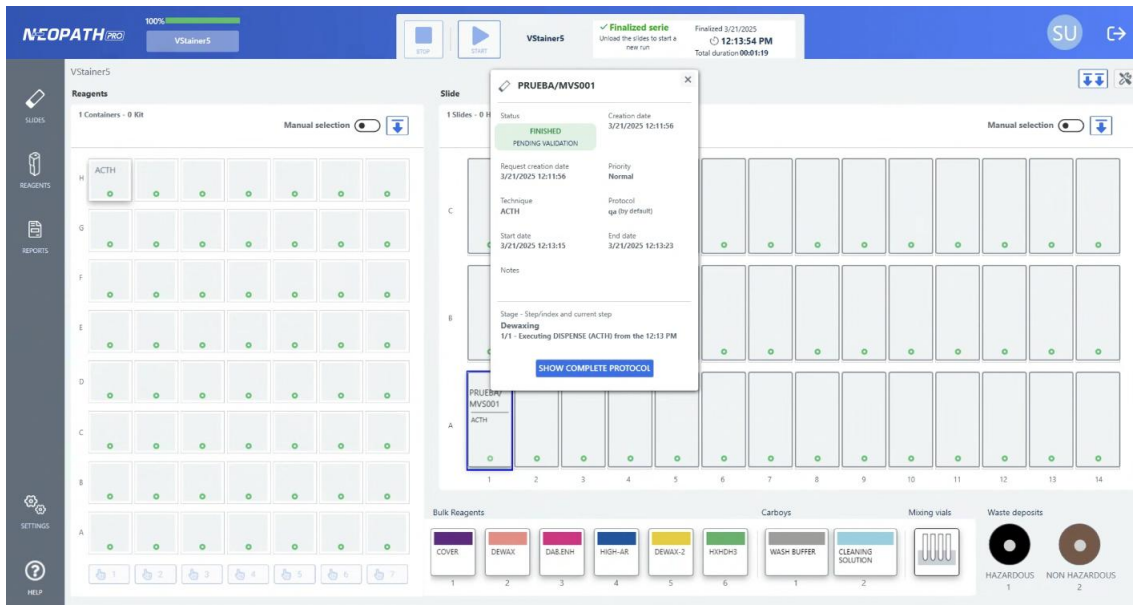 NEOPATH PRO
100%
VStainer5
STOP
START
VStainer5
✓ Finalized serie
Unload the slides to start a
new run
Finalized 3/21/2025
12:13:54 PM
Total duration 00:01:19
SU
SLIDES
REAGENTS
REPORTS
SETTINGS
HELP
VStainer5
Reagents
1 Containers - 0 Kit
Manual selection
H
ACTH
G
F
E
D
C
B
A
1 2 3 4 5 6 7
Slide
1 Slides - 0 H
Manual selection
C
B
A
PRUEBA/
MVS001
ACTH
1 2 3 4 5 6 7 8 9 10 11 12 13 14
PRUEBA/MVS001
Status
FINISHED
PENDING VALIDATION
Creation date
3/21/2025 12:11:56
Request creation date
3/21/2025 12:11:56
Priority
Normal
Technique
ACTH
Protocol
qa (by default)
Start date
3/21/2025 12:13:15
End date
3/21/2025 12:13:23
Notes
Stage - Step/index and current step
Dewaxing
1/1 - Executing DISPENSE (ACTH) from the 12:13 PM
SHOW COMPLETE PROTOCOL
Bulk Reagents
COVER
DEWAX
DAB.ENH
HIGH-AR
DEWAX-2
HXHDH3
1 2 3 4 5 6
Carboys
WASH BUFFER
CLEANING
SOLUTION
1 2
Mixing vials
Waste deposits
HAZARDOUS
1
NON HAZARDOUS
2